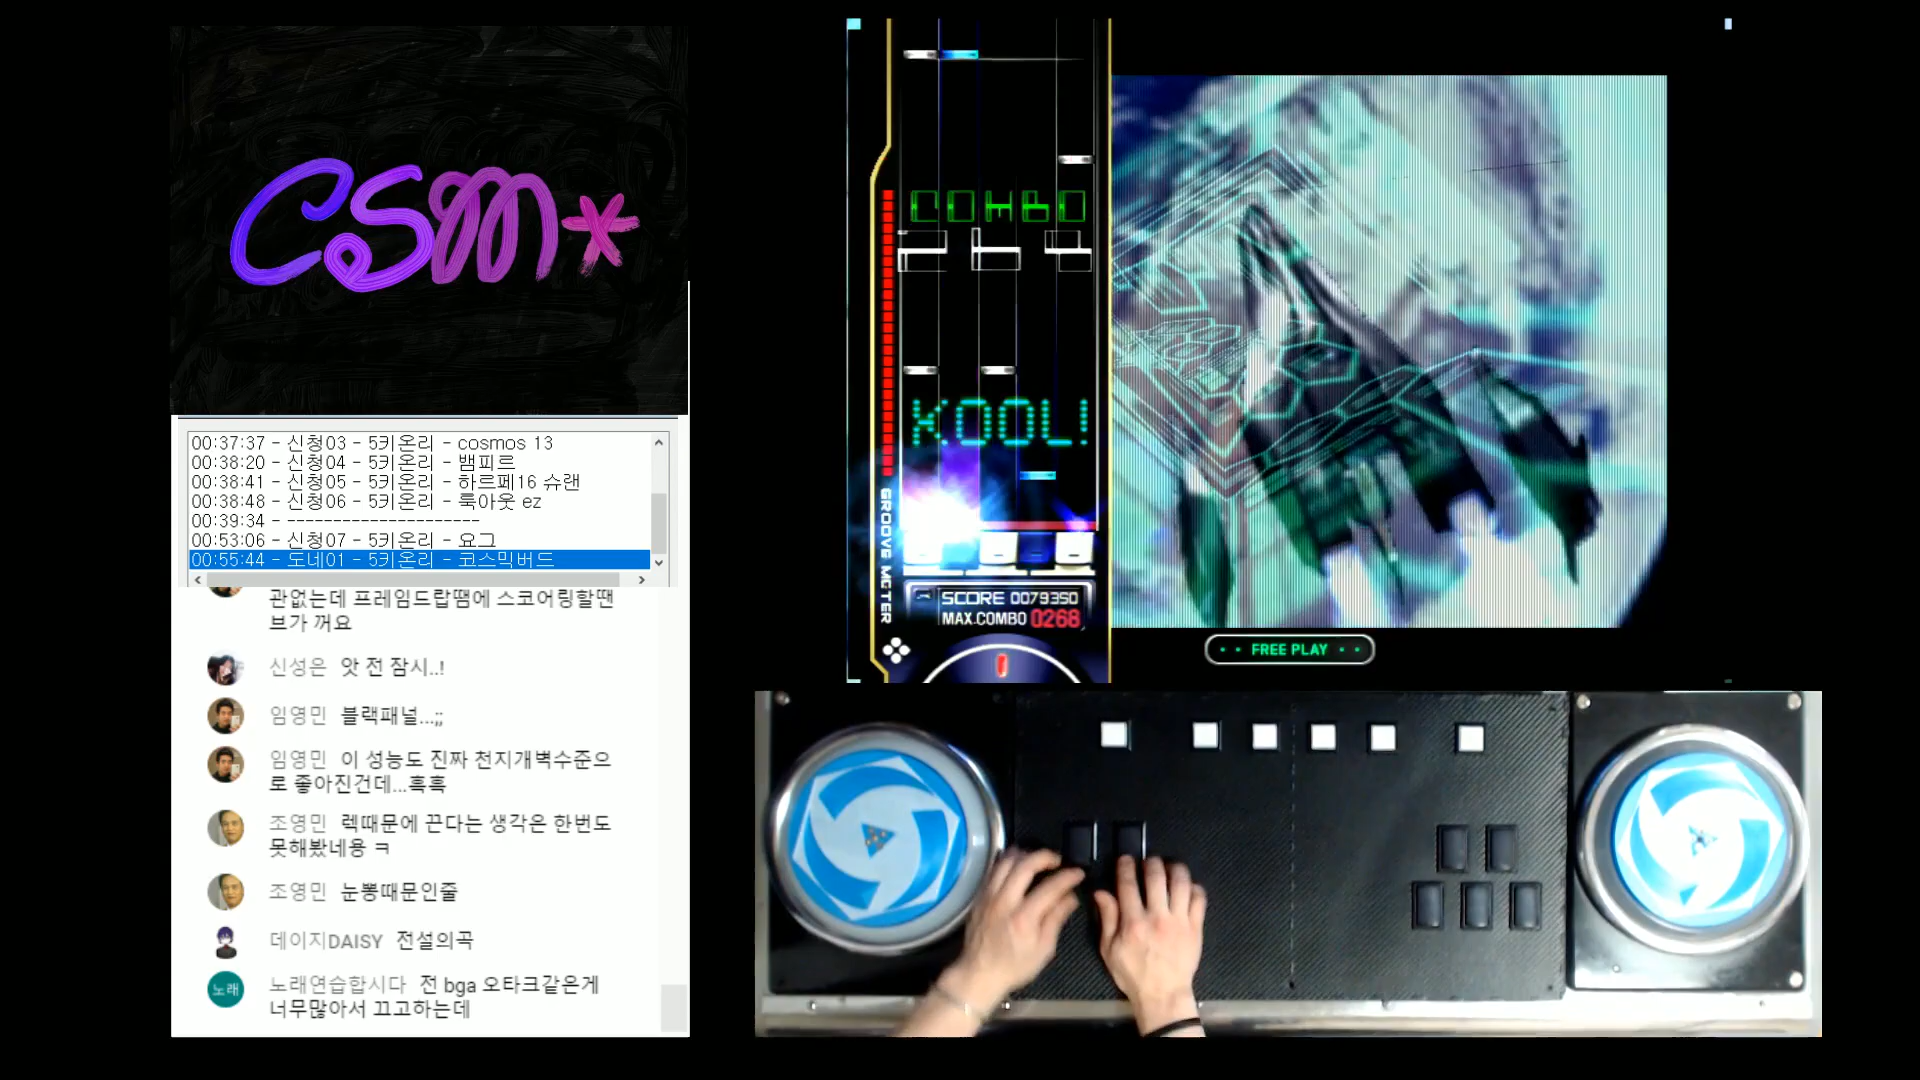 CSM*
00:37:37 - 신청03 - 5키온리 - cosmos 13
00:38:20 - 신청04 - 5키온리 - 뱀피르
00:38:41 - 신청05 - 5키온리 - 하르페16 슈랜
00:38:48 - 신청06 - 5키온리 - 룩아웃 ez
00:39:34 - ---------------------
00:53:06 - 신청07 - 5키온리 - 요그
00:55:44 - 도네01 - 5키온리 - 코스믹버드
관없는데 프레임드랍땜에 스코어링할땐
브가 꺼요
신성은 앗 전 잠시..!
임영민 블랙패널...;;
임영민 이 성능도 진짜 천지개벽수준으
로 좋아진건데...흑흑
조영민 렉때문에 끈다는 생각은 한번도
못해봤네용 ㅋ
조영민 눈뽕때문인줄
데이지DAISY 전설의곡
노래
노래연습합시다 전 bga 오타크같은게
너무많아서 끄고하는데
COMBO
KOOL!
GROOVE METER
SCORE 0079350
MAX.COMBO 0268
FREE PLAY